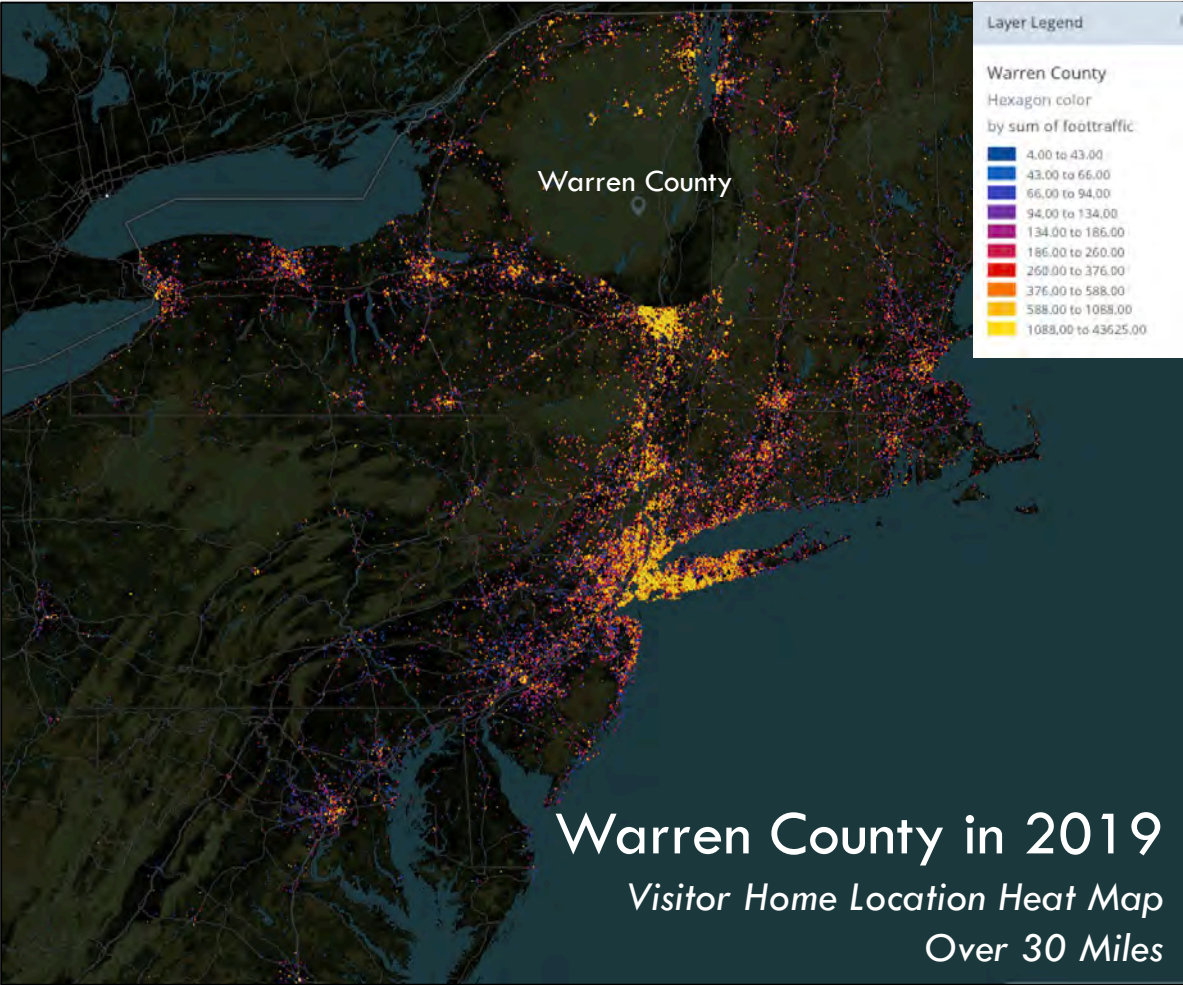 Layer Legend
Warren County
Hexagon color
by sum of foottraffic
4.00 to 43.00
43.00 to 66.00
66.00 to 94.00
94.00 to 134.00
134.00 to 186.00
186.00 to 260.00
260.00 to 376.00
376.00 to 588.00
588.00 to 1088.00
1088.00 to 43625.00
Warren County
Warren County in 2019
Visitor Home Location Heat Map
Over 30 Miles